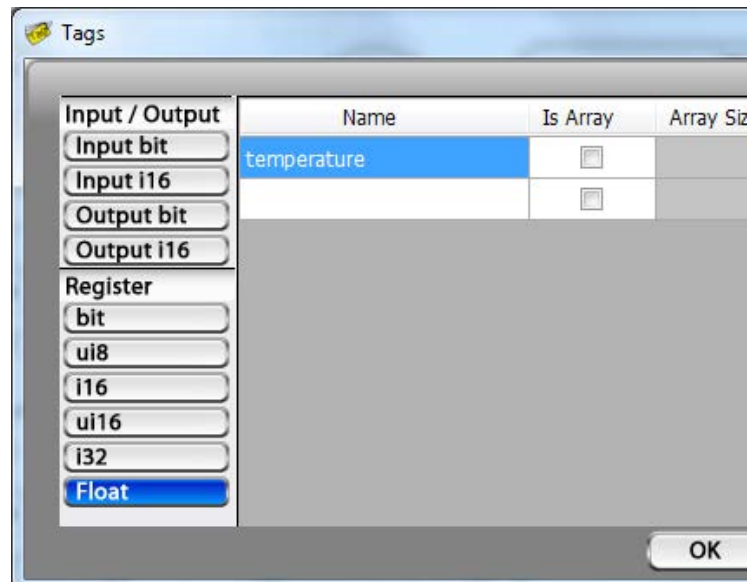 Tags
Input / Output
Input bit
Input i16
Output bit
Output i16
Register
bit
ui8
i16
ui16
i32
Float
Name Is Array Array Siz
temperature
OK